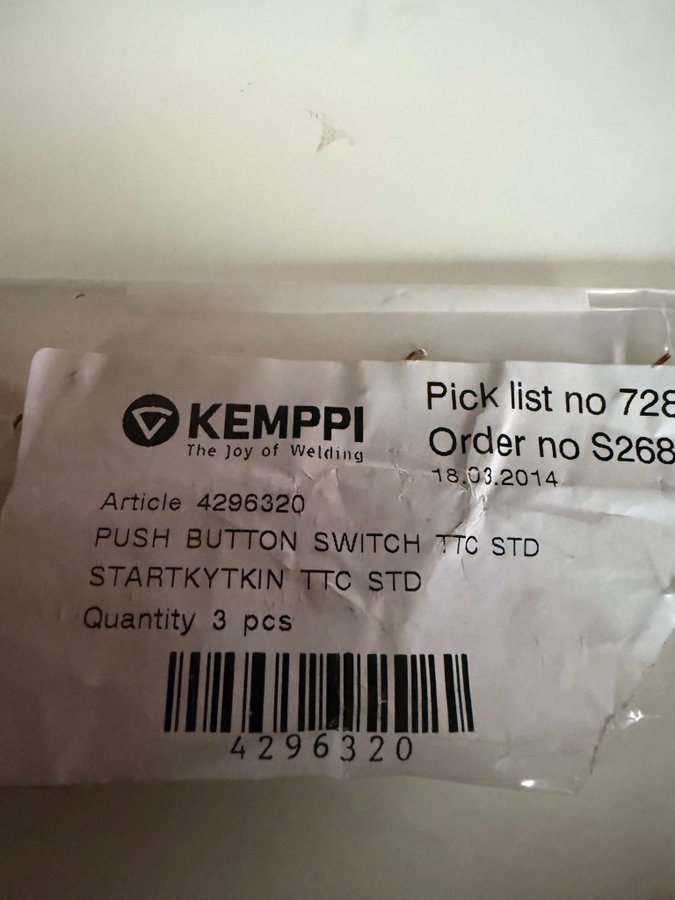 KEMPPI
The Joy of Welding
Pick list no 728
Order no S268
18.03.2014
Article 4296320
PUSH BUTTON SWITCH TTC STD
STARTKYTKIN TTC STD
Quantity 3 pcs
4296320